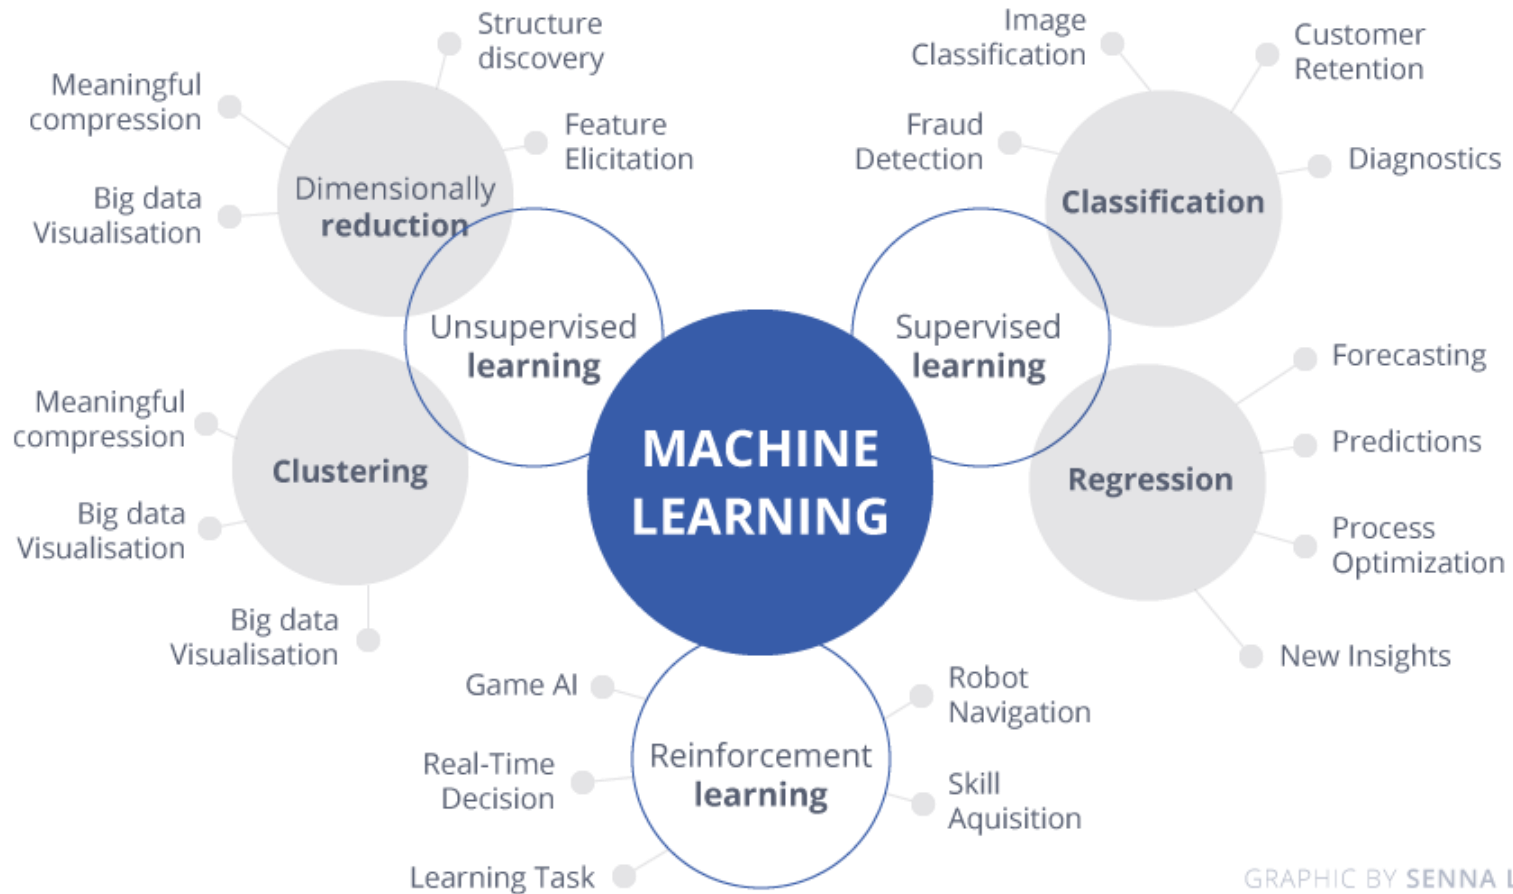 Structure
discovery
Meaningful
compression
Feature
Elicitation
Big data
Visualisation
Dimensionally
reduction
Image
Classification
Customer
Retention
Fraud
Detection
Diagnostics
Classification
Unsupervised
learning
Supervised
learning
Meaningful
compression
Clustering
Big data
Visualisation
Big data
Visualisation
MACHINE
LEARNING
Forecasting
Predictions
Regression
Process
Optimization
New Insights
Game AI
Robot
Navigation
Real-Time
Decision
Reinforcement
learning
Skill
Aquisition
Learning Task
GRAPHIC BY SENNA L